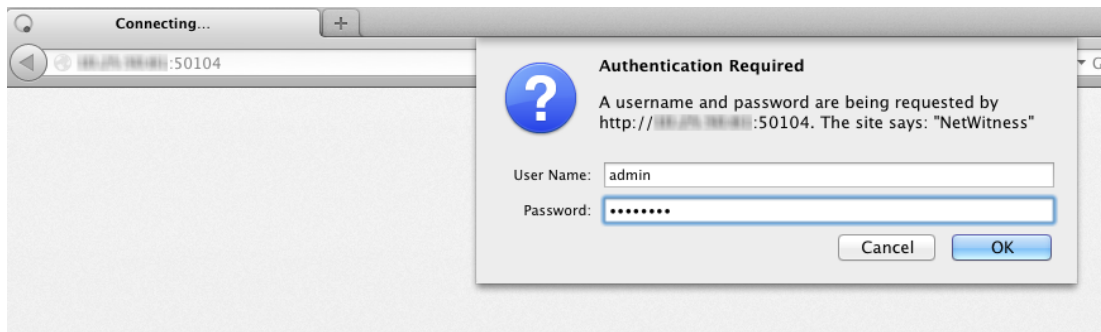 Connecting...
:50104
Authentication Required
A username and password are being requested by
http:// :50104. The site says: "NetWitness"
User Name: admin
Password: ••••••••
Cancel OK